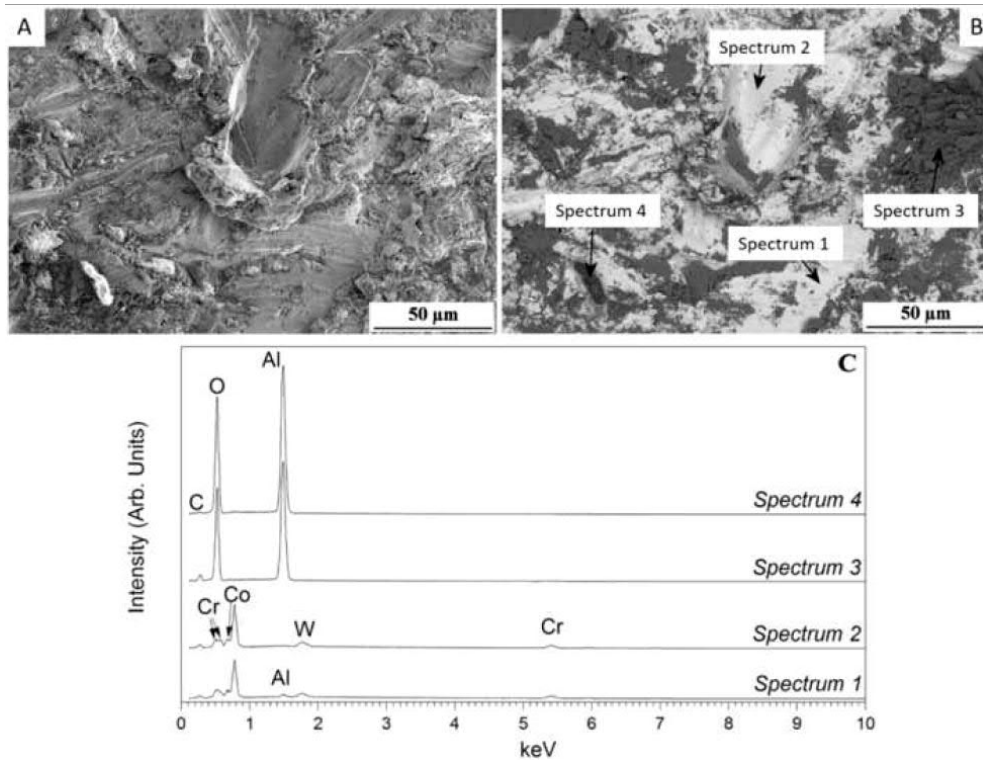 A
B
Spectrum 2
Spectrum 4
Spectrum 3
Spectrum 1
50 µm
50 µm
C
Al
O
C
Spectrum 4
Spectrum 3
Cr
Co
W
Cr
Spectrum 2
Al
Spectrum 1
0 1 2 3 4 5 6 7 8 9 10
keV
Intensity (Arb. Units)